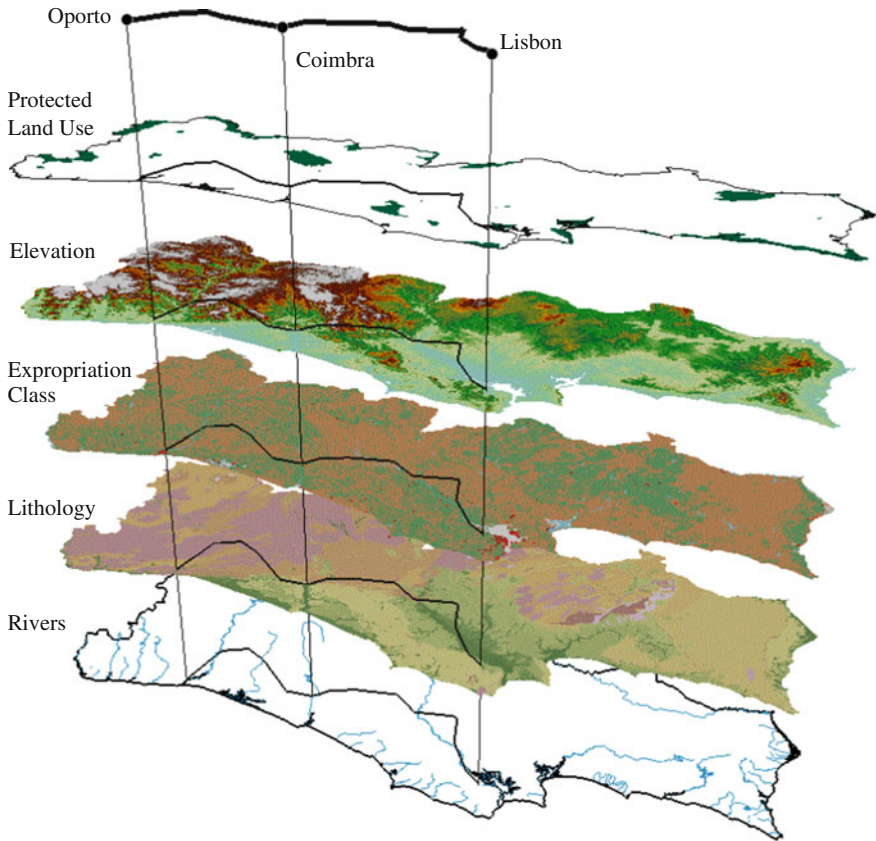 Oporto
Lisbon
Coimbra
Protected
Land Use
Elevation
Expropriation
Class
Lithology
Rivers